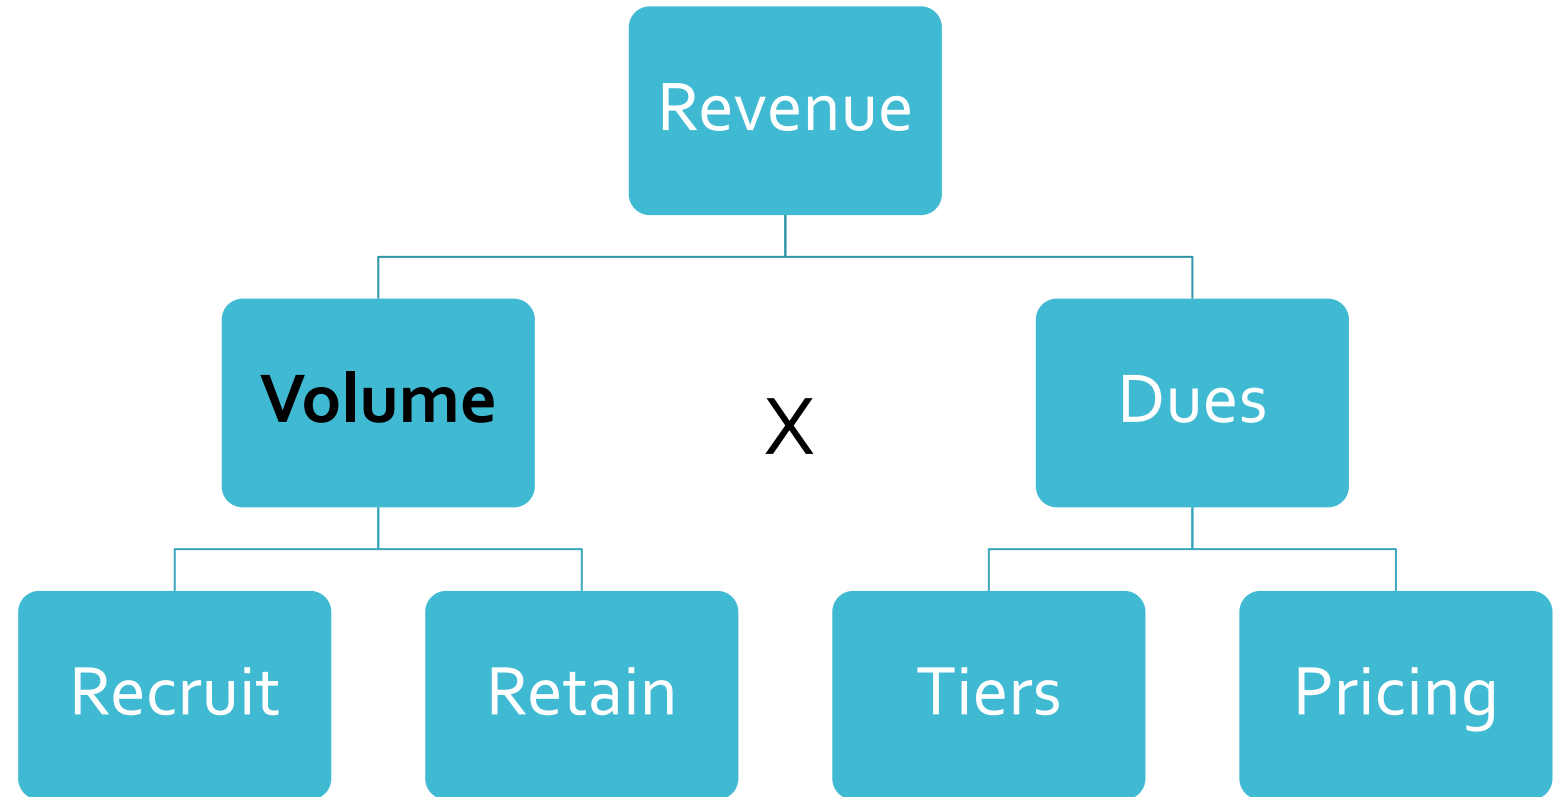 Revenue
Volume
X
Dues
Recruit
Retain
Tiers
Pricing